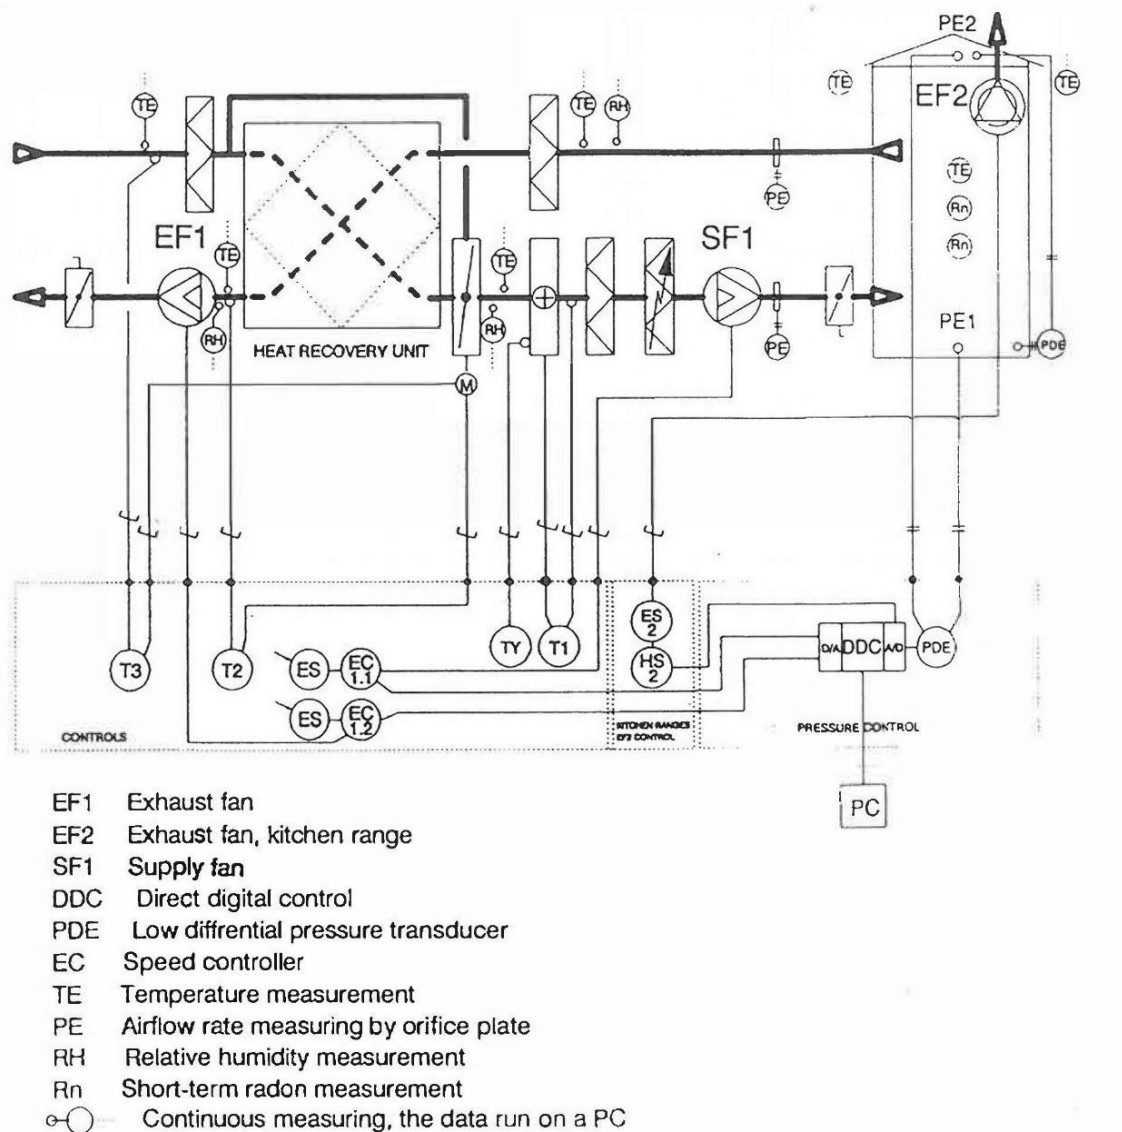 PE2
TE
TE
RH
TE
EF2
TE
PE
TE
Rn
Rn
EF1
TE
TE
SF1
RH
RH
PE
PE1
PDE
HEAT RECOVERY UNIT
M
ES
2
T3
T2
ES
EC
1.1
TY
T1
HS
2
D/A
DDC
A/D
PDE
ES
EC
1.2
CONTROLS
KITCHEN RANGES
EF2 CONTROL
PRESSURE CONTROL
PC
EF1 Exhaust fan
EF2 Exhaust fan, kitchen range
SF1 Supply fan
DDC Direct digital control
PDE Low diffrential pressure transducer
EC Speed controller
TE Temperature measurement
PE Airflow rate measuring by orifice plate
RH Relative humidity measurement
Rn Short-term radon measurement
Continuous measuring, the data run on a PC